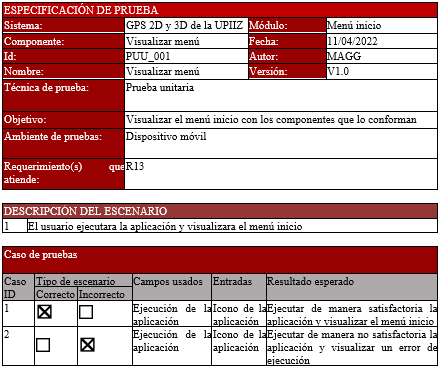 ESPECIFICACIÓN DE PRUEBA
Sistema: GPS 2D y 3D de la UPIIZ Módulo: Menú inicio
Componente: Visualizar menú Fecha: 11/04/2022
Id: PUU_001 Autor: MAGG
Nombre: Visualizar menú Versión: V1.0
Técnica de prueba: Prueba unitaria
Objetivo: Visualizar el menú inicio con los componentes que lo conforman
Ambiente de pruebas: Dispositivo móvil
Requerimiento(s) que R13
atiende:
DESCRIPCIÓN DEL ESCENARIO
1 El usuario ejecutara la aplicación y visualizara el menú inicio
Caso de pruebas
Caso Tipo de escenario Campos usados Entradas Resultado esperado
ID Correcto Incorrecto
1 ☒ ☐ Ejecución de la Icono de la Ejecutar de manera satisfactoria la
aplicación aplicación aplicación y visualizar el menú inicio
2 ☐ ☒ Ejecución de la Icono de la Ejecutar de manera no satisfactoria la
aplicación aplicación aplicación y visualizar un error de
ejecución